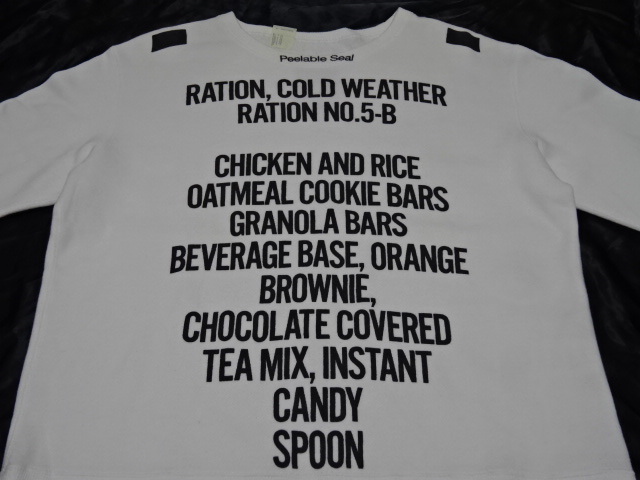 Peelable Seal
RATION, COLD WEATHER
RATION NO.5-B
CHICKEN AND RICE
OATMEAL COOKIE BARS
GRANOLA BARS
BEVERAGE BASE, ORANGE
BROWNIE,
CHOCOLATE COVERED
TEA MIX, INSTANT
CANDY
SPOON